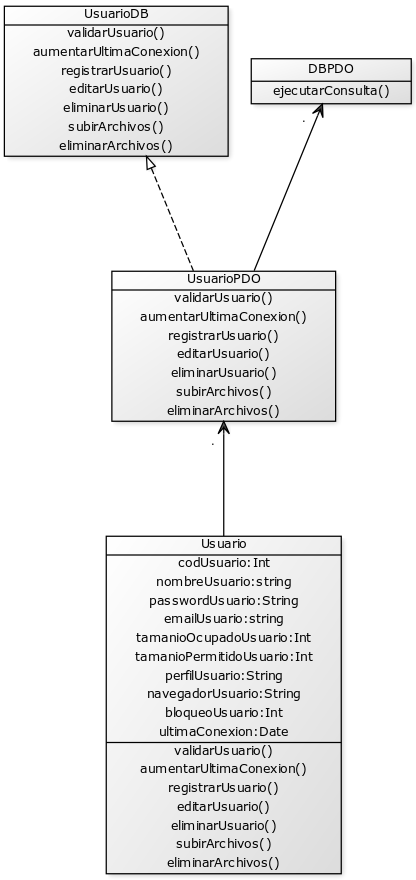 UsuarioDB
validarUsuario()
aumentarUltimaConexion()
registrarUsuario()
editarUsuario()
eliminarUsuario()
subirArchivos()
eliminarArchivos()
DBPDO
ejecutarConsulta()
UsuarioPDO
validarUsuario()
aumentarUltimaConexion()
registrarUsuario()
editarUsuario()
eliminarUsuario()
subirArchivos()
eliminarArchivos()
Usuario
codUsuario:Int
nombreUsuario:string
passwordUsuario:String
emailUsuario:string
tamanioOcupadoUsuario:Int
tamanioPermitidoUsuario:Int
perfilUsuario:String
navegadorUsuario:String
bloqueoUsuario:Int
ultimaConexion:Date
validarUsuario()
aumentarUltimaConexion()
registrarUsuario()
editarUsuario()
eliminarUsuario()
subirArchivos()
eliminarArchivos()